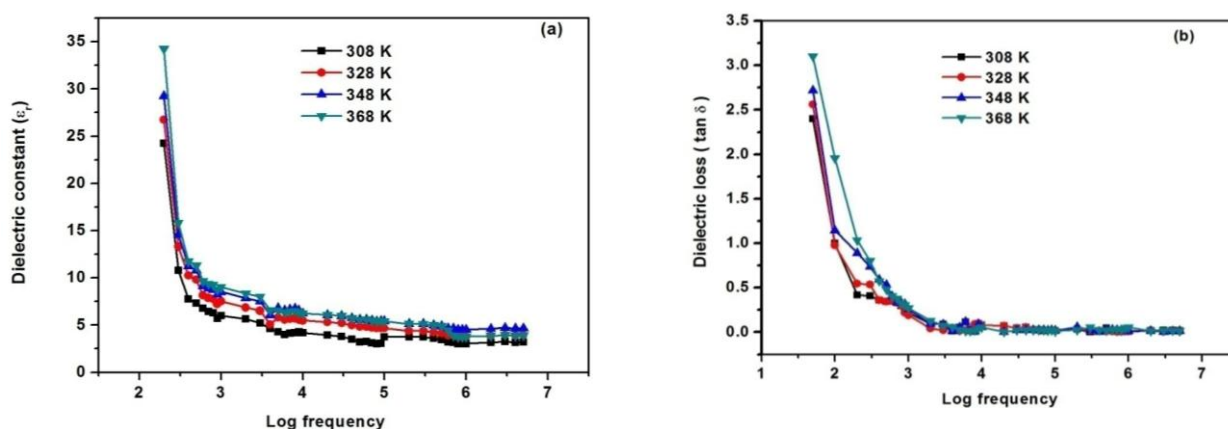 (a)
35
30
25
20
15
10
5
0
Dielectric constant (εr)
308 K
328 K
348 K
368 K
2 3 4 5 6 7
Log frequency
(b)
3.5
3.0
2.5
2.0
1.5
1.0
0.5
0.0
Dielectric loss ( tan δ )
308 K
328 K
348 K
368 K
1 2 3 4 5 6 7
Log frequency